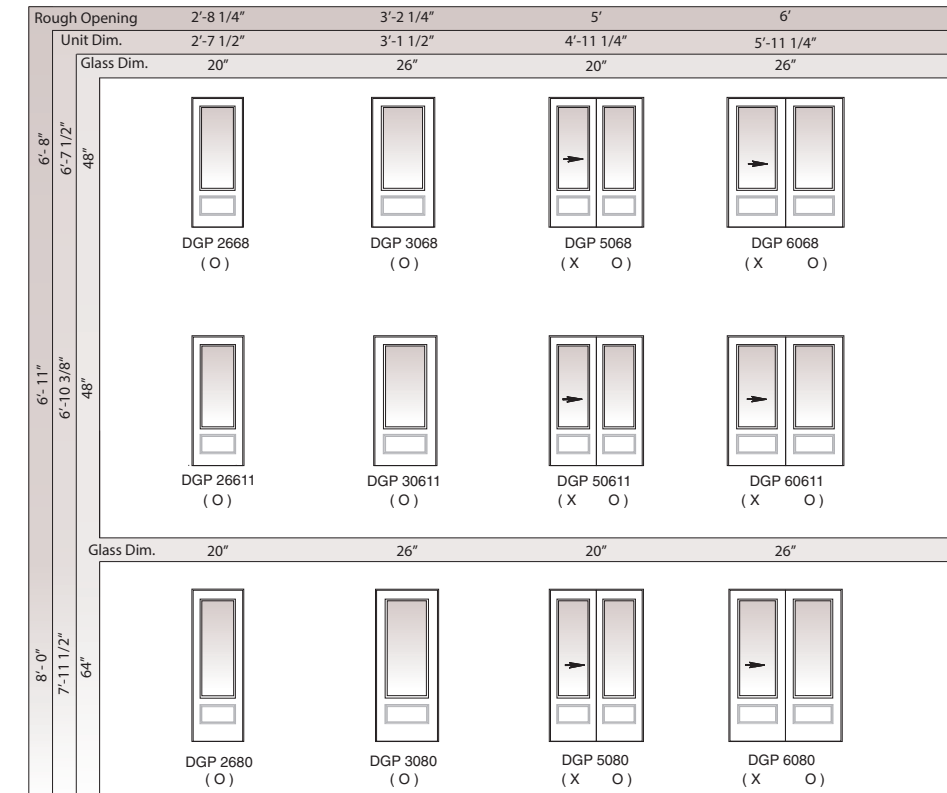 Rough Opening 2'-8 1/4" 3'-2 1/4" 5' 6'
Unit Dim. 2'-7 1/2" 3'-1 1/2" 4'-11 1/4" 5'-11 1/4"
Glass Dim. 20" 26" 20" 26"
6'- 8" 6'-7 1/2" 48"
DGP 2668 DGP 3068 DGP 5068 DGP 6068
( O ) ( O ) ( X O ) ( X O )
6'- 11" 6'-10 3/8" 48"
DGP 26611 DGP 30611 DGP 50611 DGP 60611
( O ) ( O ) ( X O ) ( X O )
Glass Dim. 20" 26" 20" 26"
8'- 0" 7'-11 1/2" 64"
DGP 2680 DGP 3080 DGP 5080 DGP 6080
( O ) ( O ) ( X O ) ( X O )